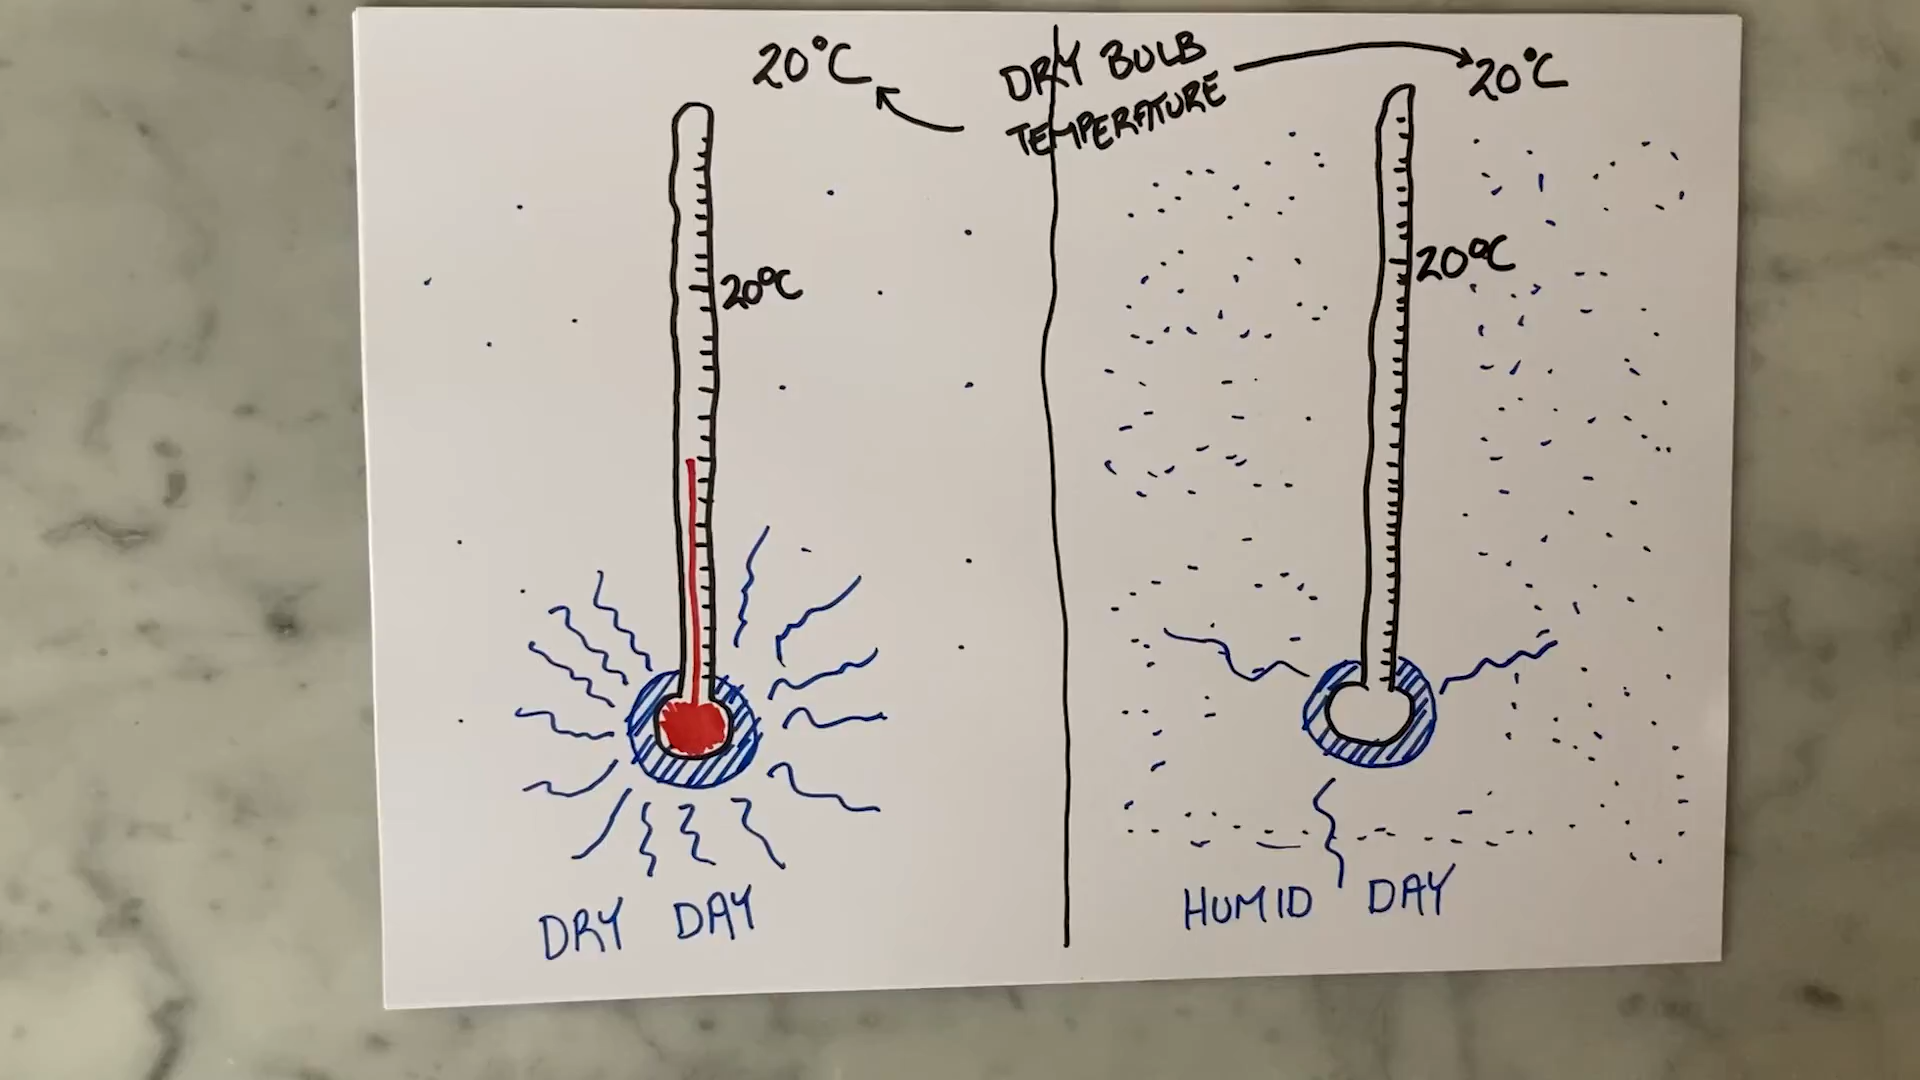 20°C
DRY BULB
TEMPERATURE
20°C
20°C
20°C
DRY DAY
HUMID DAY